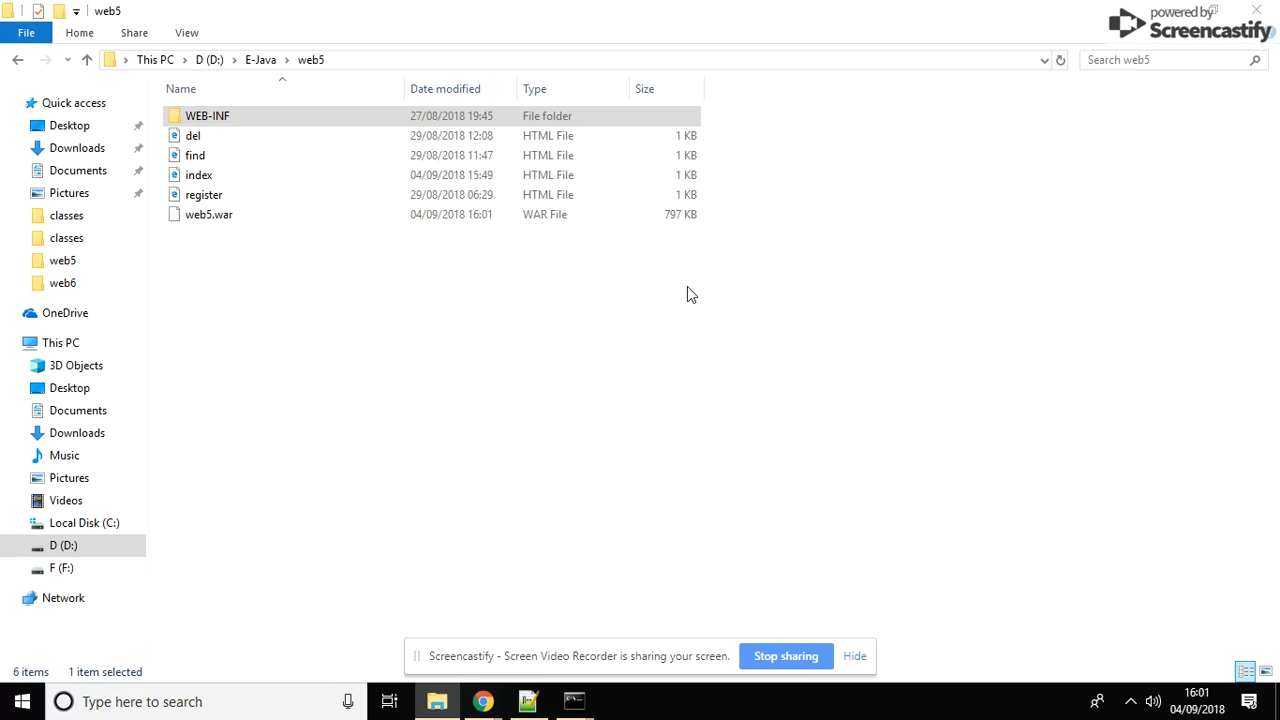 web5
powered by
Screencastify
File Home Share View
This PC D (D:) E-Java web5
Search web5
Name Date modified Type Size
Quick access
Desktop
Downloads
Documents
Pictures
classes
classes
web5
web6
OneDrive
This PC
3D Objects
Desktop
Documents
Downloads
Music
Pictures
Videos
Local Disk (C:)
D (D:)
F (F:)
Network
WEB-INF 27/08/2018 19:45 File folder
del 29/08/2018 12:08 HTML File 1 KB
find 29/08/2018 11:47 HTML File 1 KB
index 04/09/2018 15:49 HTML File 1 KB
register 29/08/2018 06:29 HTML File 1 KB
web5.war 04/09/2018 16:01 WAR File 797 KB
Screencastify - Screen Video Recorder is sharing your screen. Stop sharing Hide
6 items 1 item selected
Type here to search
16:01
04/09/2018